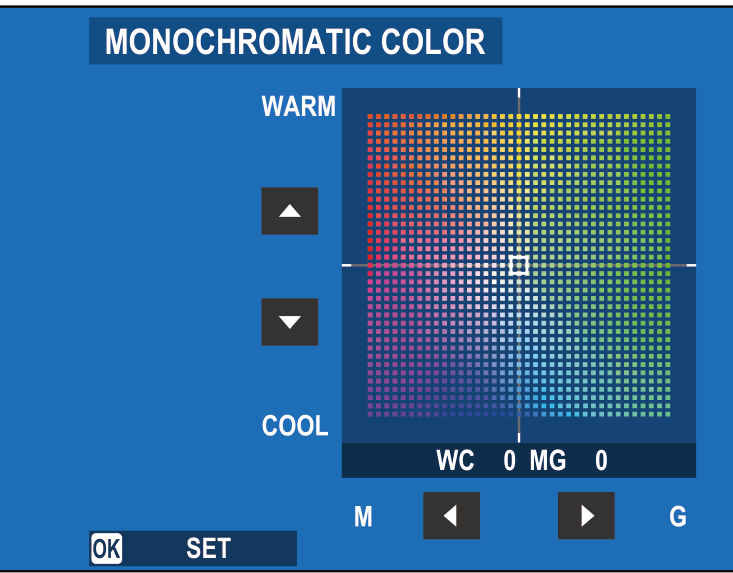 MONOCHROMATIC COLOR
WARM
COOL
WC 0 MG 0
M G
OK SET